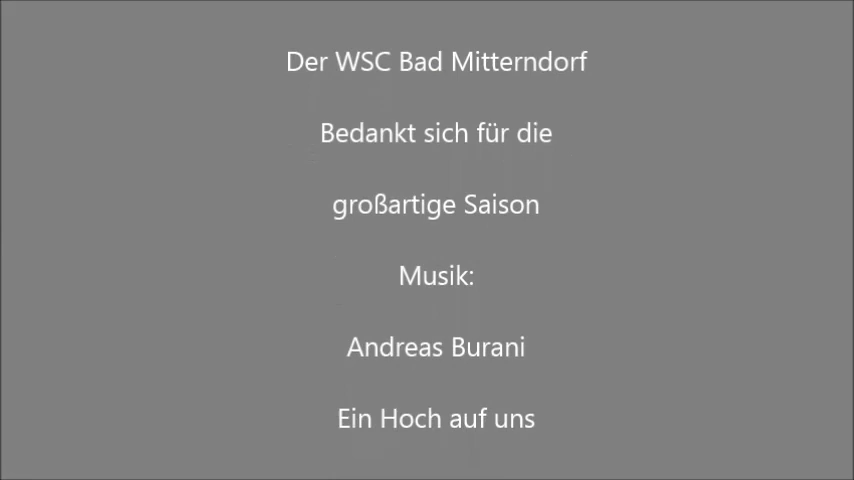 Der WSC Bad Mitterndorf
Bedankt sich für die
großartige Saison
Musik:
Andreas Burani
Ein Hoch auf uns